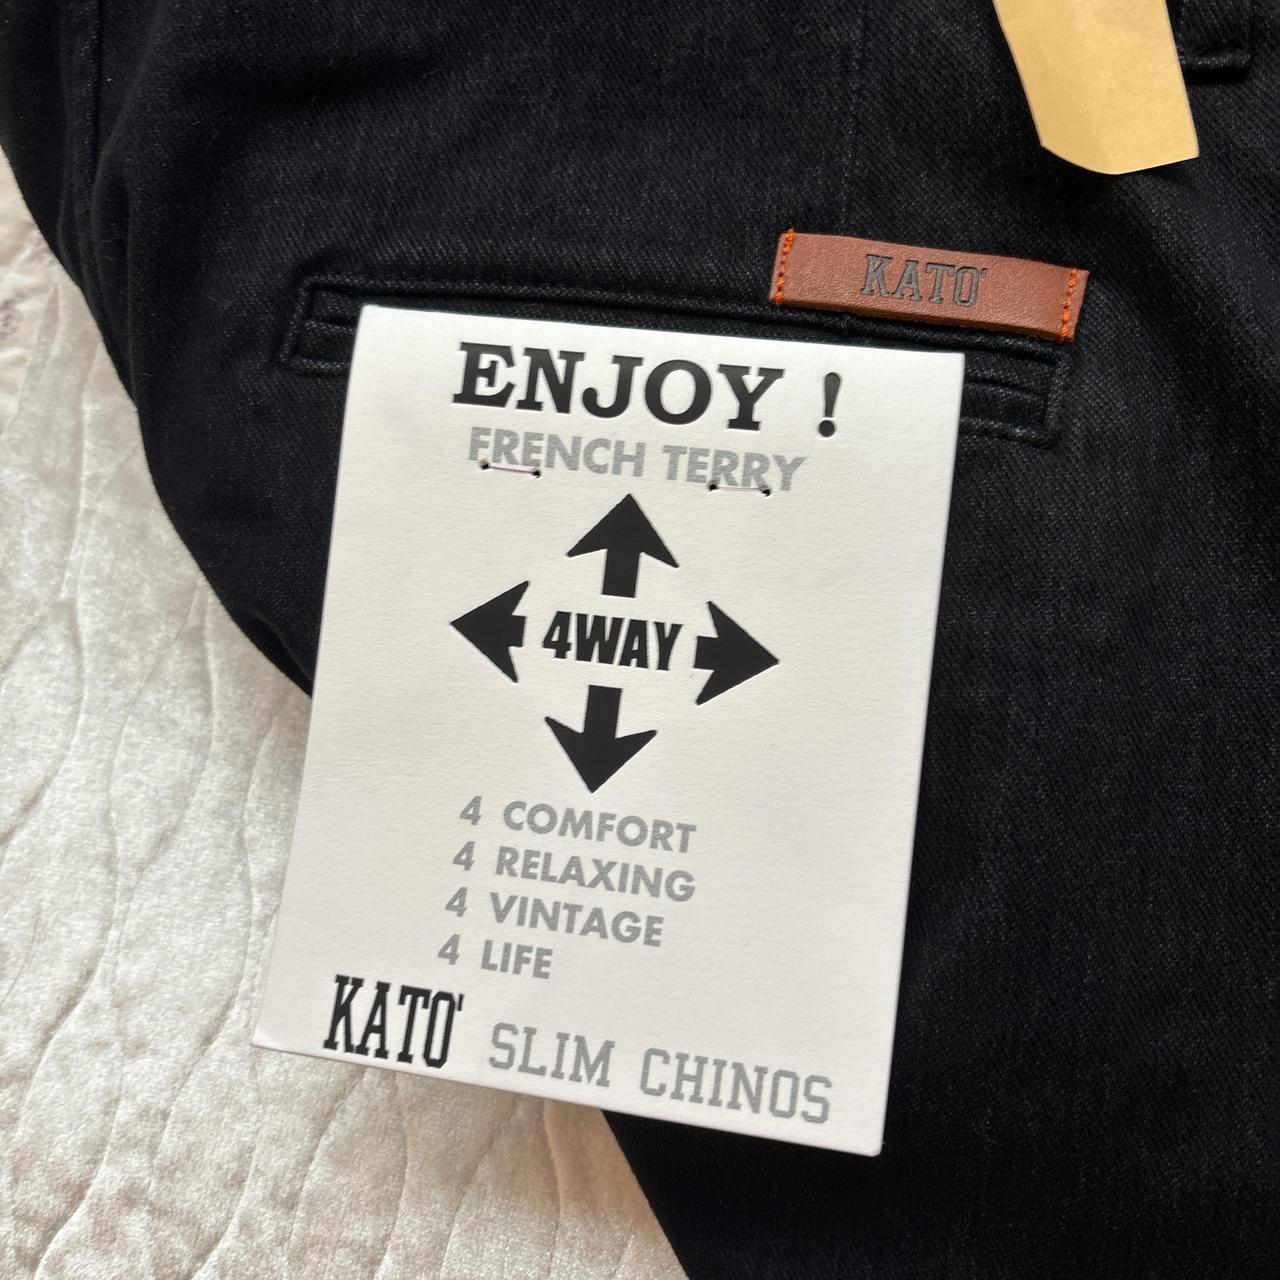 KATO'
ENJOY !
FRENCH TERRY
4WAY
4 COMFORT
4 RELAXING
4 VINTAGE
4 LIFE
KATO' SLIM CHINOS